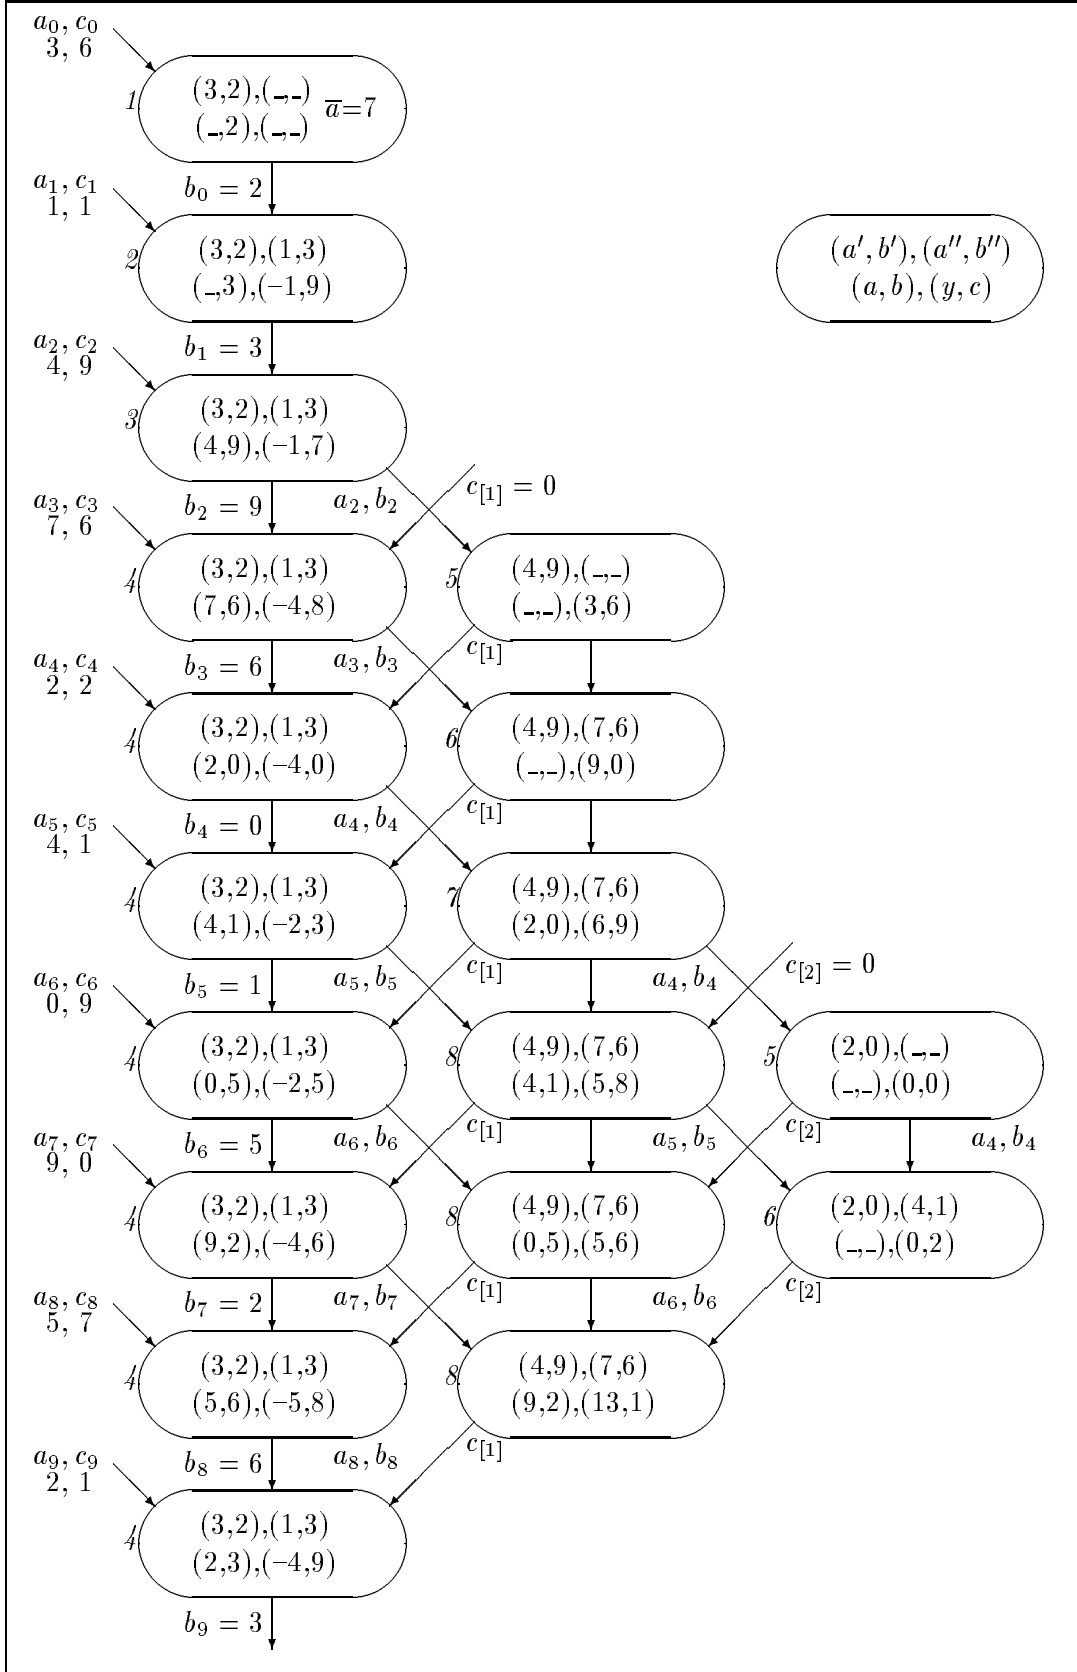 a₀, c₀
3, 6
1
(3,2),(_,_)
a̅=7
(_,2),(_,_)
a₁, c₁
1, 1
b₀ = 2
2
(3,2),(1,3)
(_,3),(−1,9)
(a′, b′), (a″, b″)
(a, b), (y, c)
a₂, c₂
4, 9
b₁ = 3
3
(3,2),(1,3)
(4,9),(−1,7)
a₃, c₃
7, 6
b₂ = 9
a₂, b₂
c[1] = 0
4
(3,2),(1,3)
(7,6),(−4,8)
5
(4,9),(_,_)
(_,_),(3,6)
a₄, c₄
2, 2
b₃ = 6
a₃, b₃
c[1]
4
(3,2),(1,3)
(2,0),(−4,0)
6
(4,9),(7,6)
(_,_),(9,0)
a₅, c₅
4, 1
b₄ = 0
a₄, b₄
c[1]
4
(3,2),(1,3)
(4,1),(−2,3)
7
(4,9),(7,6)
(2,0),(6,9)
a₆, c₆
0, 9
b₅ = 1
a₅, b₅
c[1]
a₄, b₄
c[2] = 0
4
(3,2),(1,3)
(0,5),(−2,5)
8
(4,9),(7,6)
(4,1),(5,8)
5
(2,0),(_,_)
(_,_),(0,0)
a₇, c₇
9, 0
b₆ = 5
a₆, b₆
c[1]
a₅, b₅
c[2]
a₄, b₄
4
(3,2),(1,3)
(9,2),(−4,6)
8
(4,9),(7,6)
(0,5),(5,6)
6
(2,0),(4,1)
(_,_),(0,2)
a₈, c₈
5, 7
b₇ = 2
a₇, b₇
c[1]
a₆, b₆
c[2]
4
(3,2),(1,3)
(5,6),(−5,8)
8
(4,9),(7,6)
(9,2),(13,1)
a₉, c₉
2, 1
b₈ = 6
a₈, b₈
c[1]
4
(3,2),(1,3)
(2,3),(−4,9)
b₉ = 3